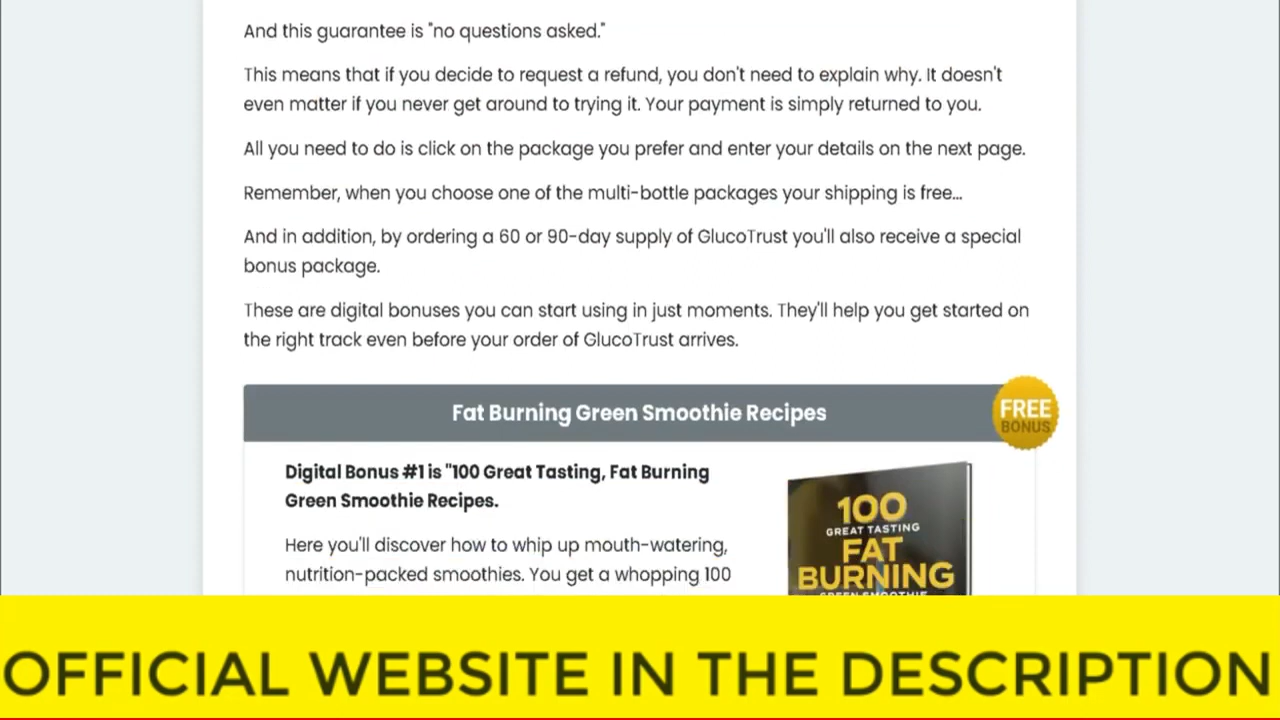 And this guarantee is "no questions asked."
This means that if you decide to request a refund, you don't need to explain why. It doesn't
even matter if you never get around to trying it. Your payment is simply returned to you.
All you need to do is click on the package you prefer and enter your details on the next page.
Remember, when you choose one of the multi-bottle packages your shipping is free...
And in addition, by ordering a 60 or 90-day supply of GlucoTrust you'll also receive a special
bonus package.
These are digital bonuses you can start using in just moments. They'll help you get started on
the right track even before your order of GlucoTrust arrives.
Fat Burning Green Smoothie Recipes
FREE
BONUS
Digital Bonus #1 is "100 Great Tasting, Fat Burning
Green Smoothie Recipes.
Here you'll discover how to whip up mouth-watering,
nutrition-packed smoothies. You get a whopping 100
100
GREAT TASTING
FAT
BURNING
GREEN SMOOTHIE
OFFICIAL WEBSITE IN THE DESCRIPTION